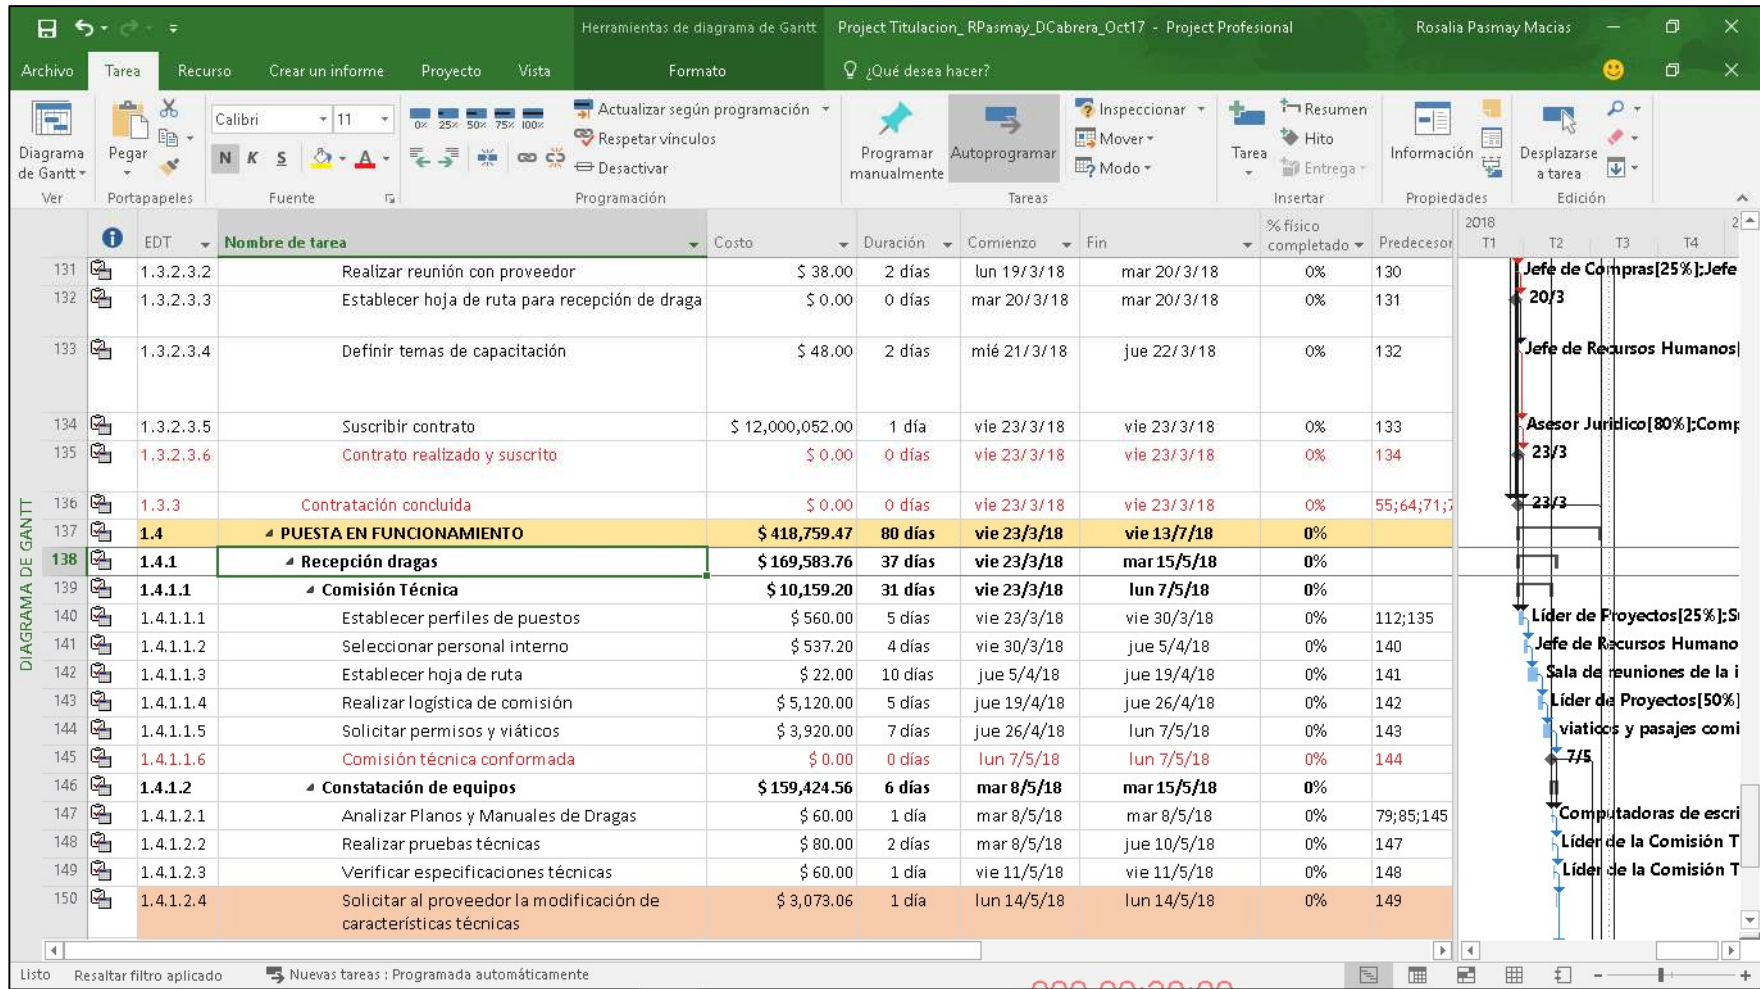 Herramientas de diagrama de Gantt Project Titulacion_ RPasmay_DCabrera_Oct17 - Project Profesional Rosalia Pasmay Macias
Archivo Tarea Recurso Crear un informe Proyecto Vista Formato ¿Qué desea hacer?
Diagrama de Gantt
Ver
Pegar
Portapapeles
Calibri 11
N K S A
Fuente
0% 25% 50% 75% 100%
Actualizar según programación
Respetar vínculos
Desactivar
Programación
Programar manualmente
Autoprogramar
Inspeccionar
Mover
Modo
Tareas
Tarea
Resumen
Hito
Entrega
Insertar
Información
Propiedades
Desplazarse a tarea
Edición
EDT Nombre de tarea Costo Duración Comienzo Fin % físico completado Predecesor 2018 T1 T2 T3 T4 2
131 1.3.2.3.2 Realizar reunión con proveedor $ 38.00 2 días lun 19/3/18 mar 20/3/18 0% 130 Jefe de Compras[25%];Jefe
132 1.3.2.3.3 Establecer hoja de ruta para recepción de draga $ 0.00 0 días mar 20/3/18 mar 20/3/18 0% 131 20/3
133 1.3.2.3.4 Definir temas de capacitación $ 48.00 2 días mié 21/3/18 jue 22/3/18 0% 132 Jefe de Recursos Humanos[
134 1.3.2.3.5 Suscribir contrato $ 12,000,052.00 1 día vie 23/3/18 vie 23/3/18 0% 133 Asesor Juridico[80%];Comp
135 1.3.2.3.6 Contrato realizado y suscrito $ 0.00 0 días vie 23/3/18 vie 23/3/18 0% 134 23/3
136 1.3.3 Contratación concluida $ 0.00 0 días vie 23/3/18 vie 23/3/18 0% 55;64;71;7 23/3
137 1.4 PUESTA EN FUNCIONAMIENTO $ 418,759.47 80 días vie 23/3/18 vie 13/7/18 0%
138 1.4.1 Recepción dragas $ 169,583.76 37 días vie 23/3/18 mar 15/5/18 0%
139 1.4.1.1 Comisión Técnica $ 10,159.20 31 días vie 23/3/18 lun 7/5/18 0%
140 1.4.1.1.1 Establecer perfiles de puestos $ 560.00 5 días vie 23/3/18 vie 30/3/18 0% 112;135 Líder de Proyectos[25%];S
141 1.4.1.1.2 Seleccionar personal interno $ 537.20 4 días vie 30/3/18 jue 5/4/18 0% 140 Jefe de Recursos Humano
142 1.4.1.1.3 Establecer hoja de ruta $ 22.00 10 días jue 5/4/18 jue 19/4/18 0% 141 Sala de reuniones de la i
143 1.4.1.1.4 Realizar logística de comisión $ 5,120.00 5 días jue 19/4/18 jue 26/4/18 0% 142 Líder de Proyectos[50%]
144 1.4.1.1.5 Solicitar permisos y viáticos $ 3,920.00 7 días jue 26/4/18 lun 7/5/18 0% 143 viaticos y pasajes comi
145 1.4.1.1.6 Comisión técnica conformada $ 0.00 0 días lun 7/5/18 lun 7/5/18 0% 144 7/5
146 1.4.1.2 Constatación de equipos $ 159,424.56 6 días mar 8/5/18 mar 15/5/18 0%
147 1.4.1.2.1 Analizar Planos y Manuales de Dragas $ 60.00 1 día mar 8/5/18 mar 8/5/18 0% 79;85;145 Computadoras de escri
148 1.4.1.2.2 Realizar pruebas técnicas $ 80.00 2 días mar 8/5/18 jue 10/5/18 0% 147 Líder de la Comisión T
149 1.4.1.2.3 Verificar especificaciones técnicas $ 60.00 1 día vie 11/5/18 vie 11/5/18 0% 148 Líder de la Comisión T
150 1.4.1.2.4 Solicitar al proveedor la modificación de $ 3,073.06 1 día lun 14/5/18 lun 14/5/18 0% 149
características técnicas
DIAGRAMA DE GANTT
Listo Resaltar filtro aplicado Nuevas tareas : Programada automáticamente